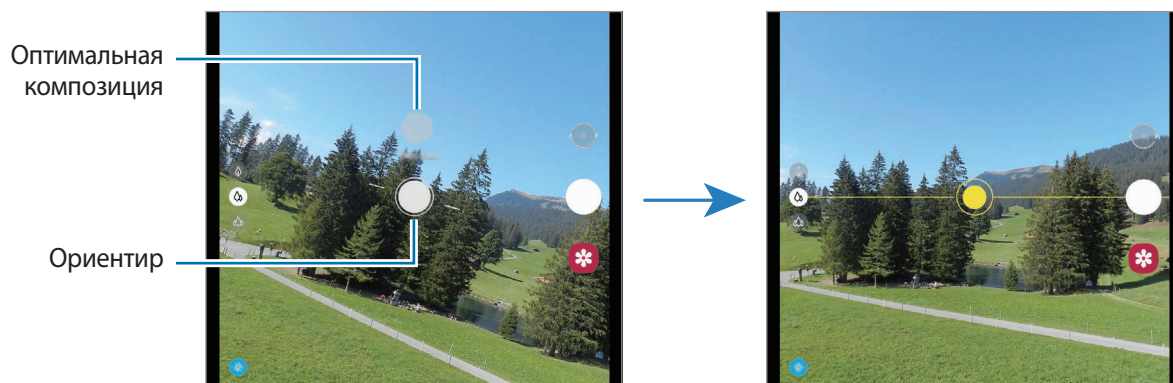 Оптимальная
композиция
Ориентир